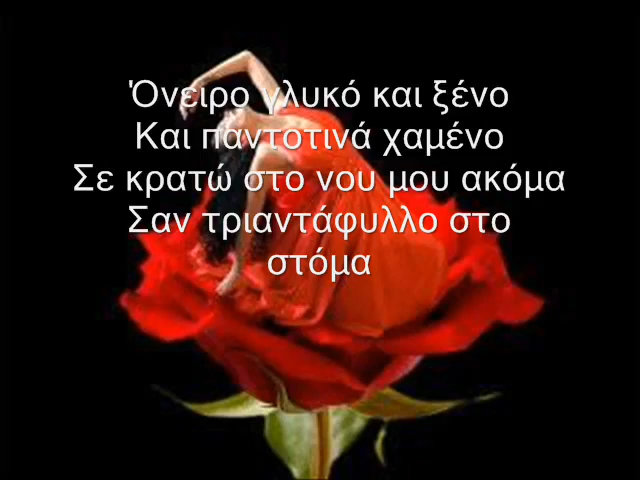 Όνειρο γλυκό και ξένο
Και παντοτινά χαμένο
Σε κρατώ στο νου μου ακόμα
Σαν τριαντάφυλλο στο
στόμα